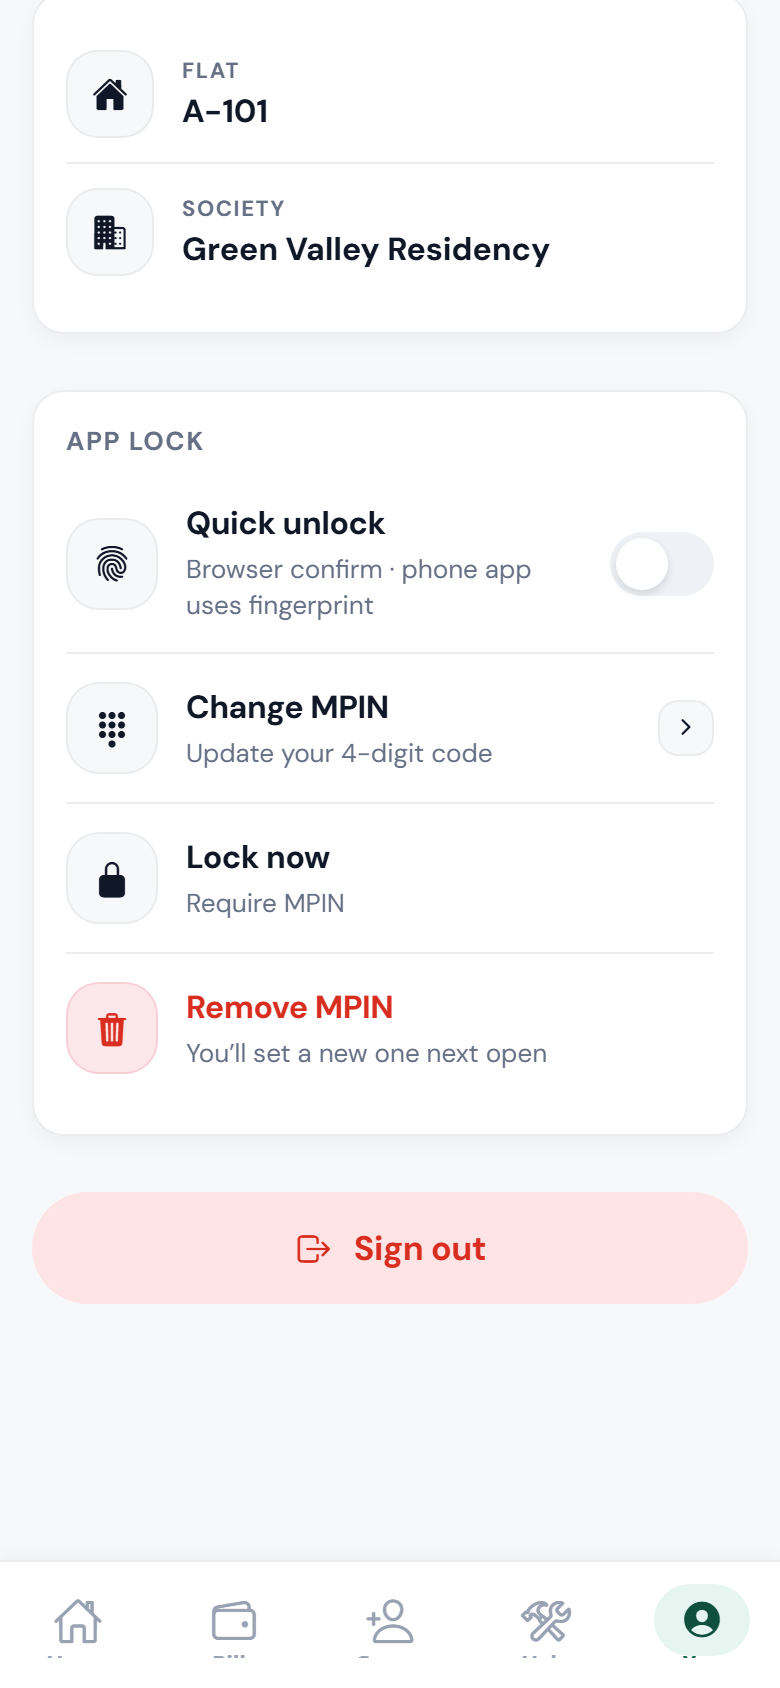 FLAT
A-101
SOCIETY
Green Valley Residency
APP LOCK
Quick unlock
Browser confirm · phone app
uses fingerprint
Change MPIN
Update your 4-digit code
Lock now
Require MPIN
Remove MPIN
You’ll set a new one next open
Sign out